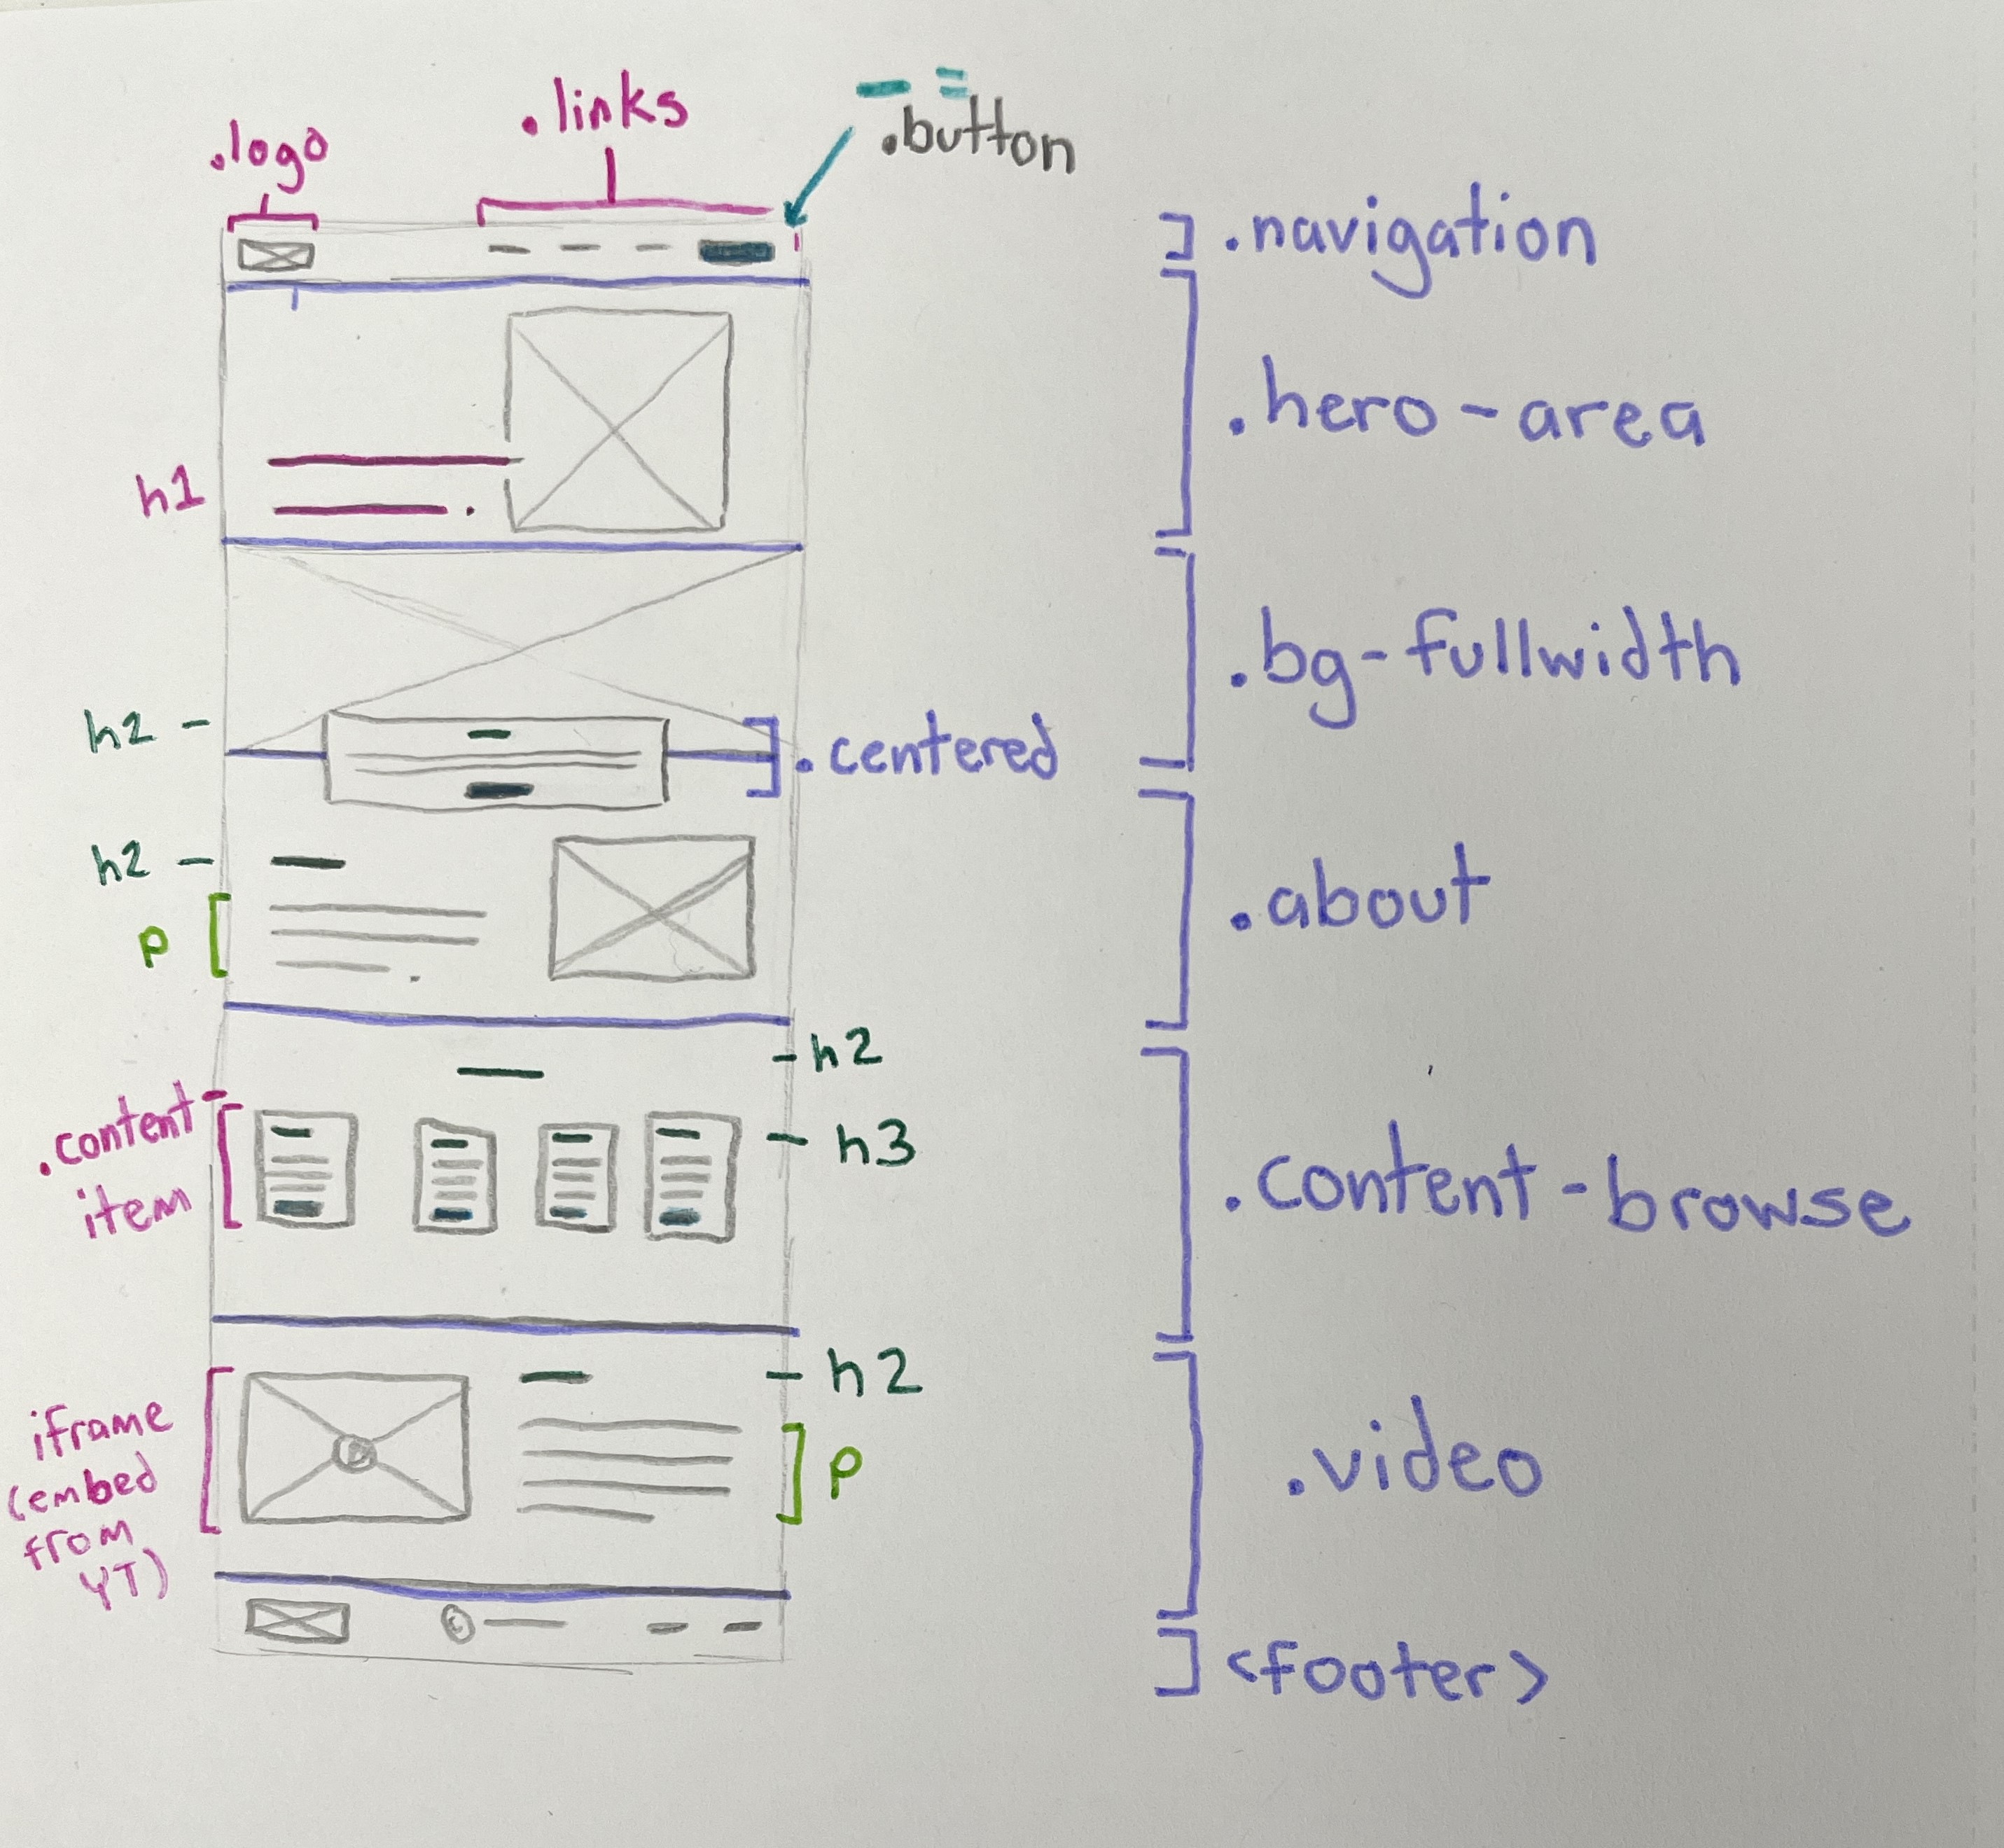 .logo
.links
.button
.navigation
.hero-area
h1
.bg-fullwidth
h2
.centered
h2
p
.about
h2
.content-
item
h3
.content-browse
h2
iframe
(embed
from
YT)
p
.video
©
<footer>